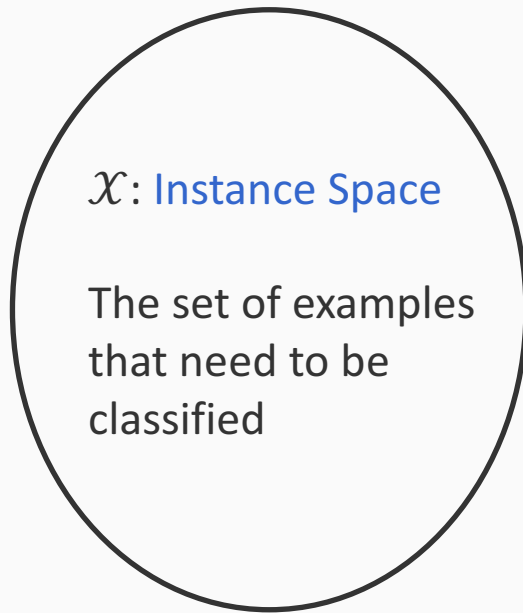 𝒳: Instance Space
The set of examples
that need to be
classified